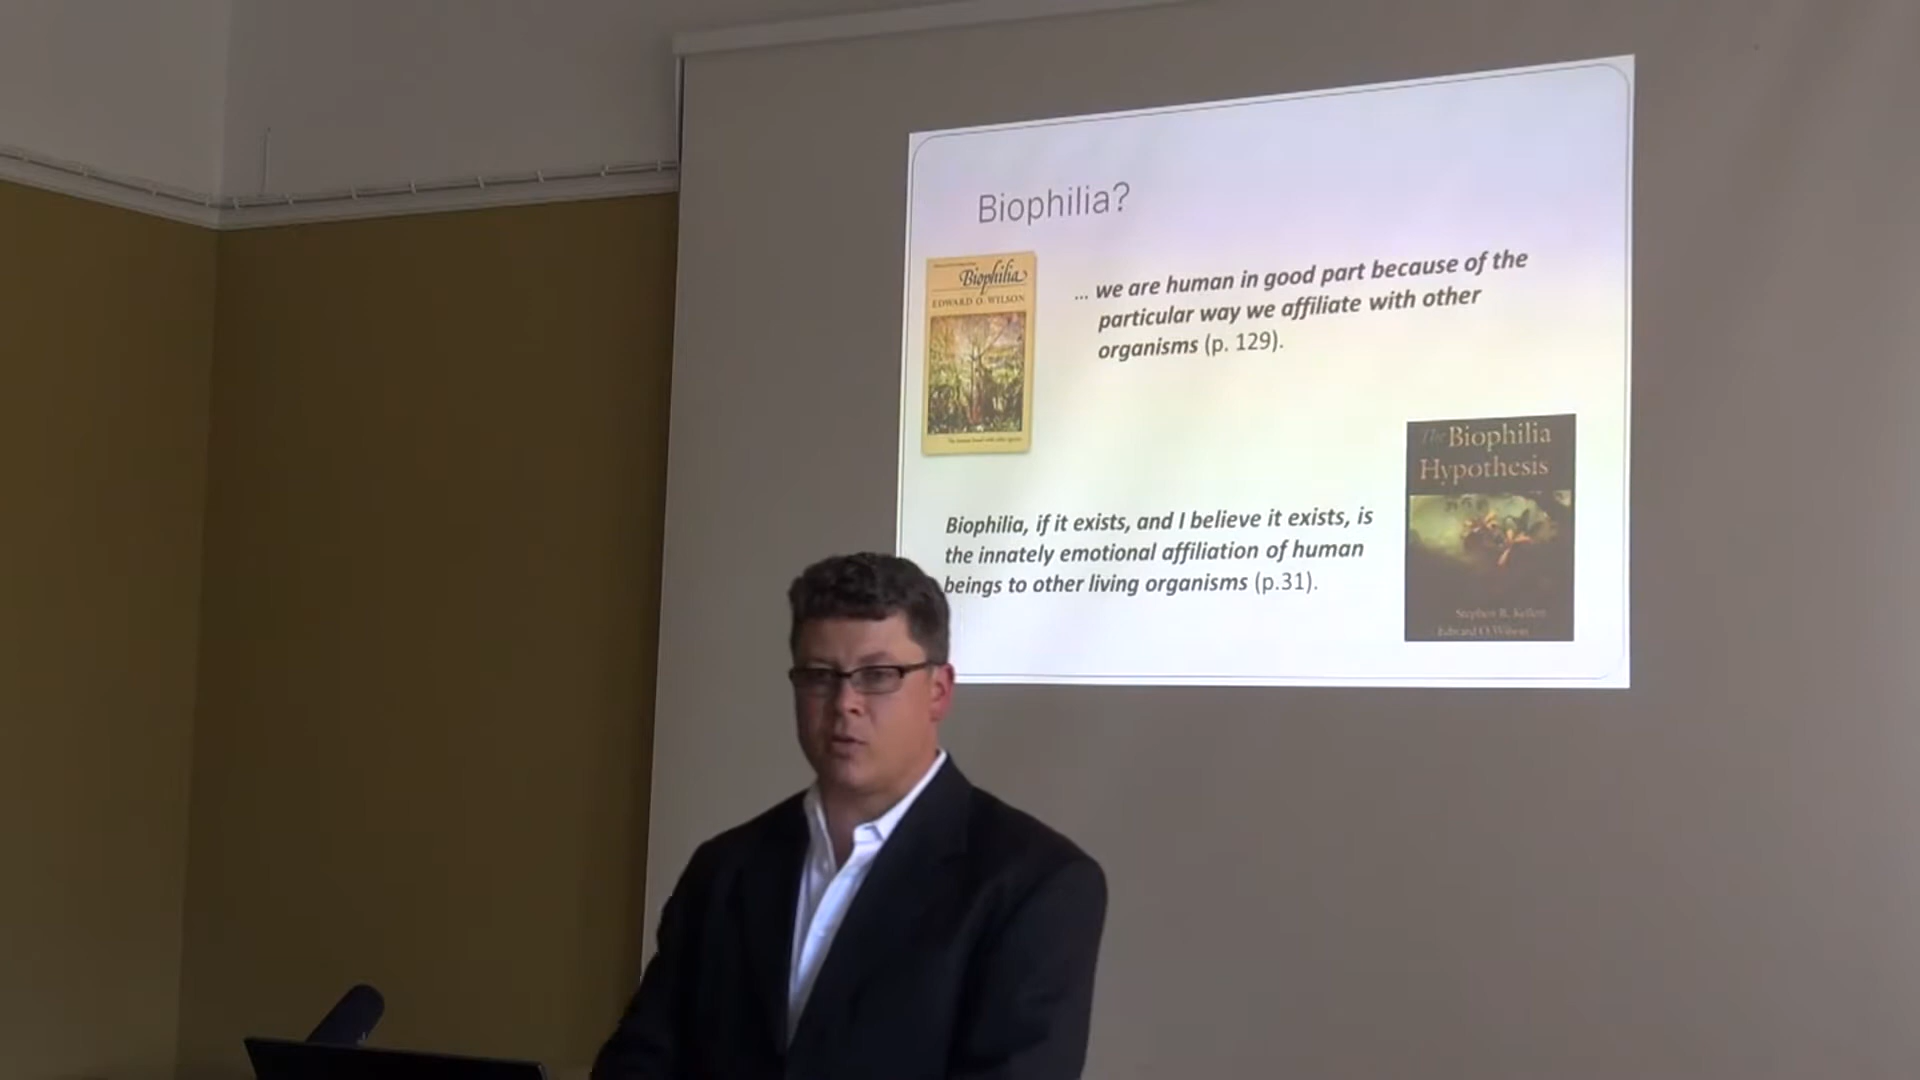 Biophilia?
Biophilia
EDWARD O. WILSON
... we are human in good part because of the
particular way we affiliate with other
organisms (p. 129).
The Biophilia
Hypothesis
Stephen R. Kellert
Edward O. Wilson
Biophilia, if it exists, and I believe it exists, is
the innately emotional affiliation of human
beings to other living organisms (p.31).